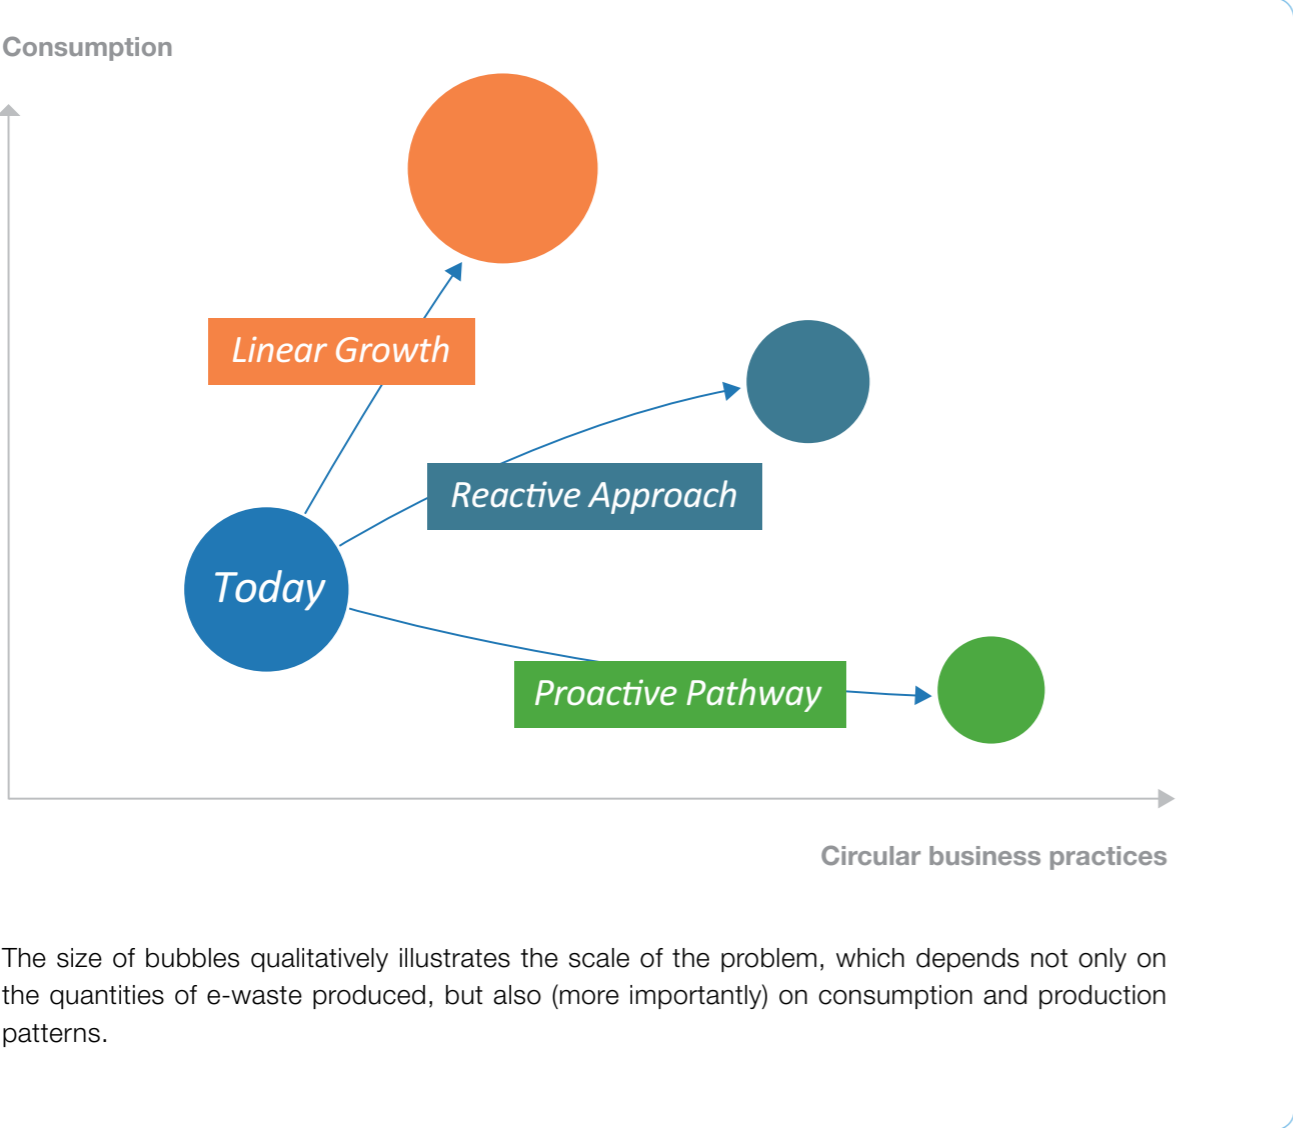 Consumption
Linear Growth
Reactive Approach
Today
Proactive Pathway
Circular business practices
The size of bubbles qualitatively illustrates the scale of the problem, which depends not only on
the quantities of e-waste produced, but also (more importantly) on consumption and production
patterns.